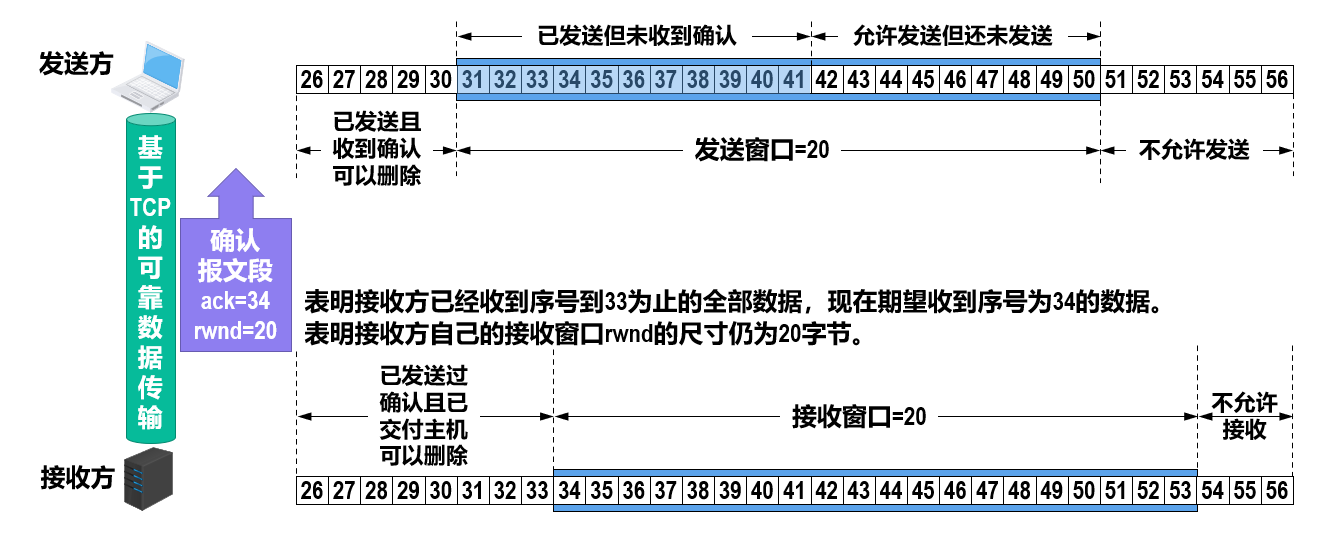 已发送但未收到确认
允许发送但还未发送
发送方
26 27 28 29 30 31 32 33 34 35 36 37 38 39 40 41 42 43 44 45 46 47 48 49 50 51 52 53 54 55 56
已发送且
收到确认
可以删除
发送窗口=20
不允许发送
基
于
TCP
的
可
靠
数
据
传
输
确认
报文段
ack=34
rwnd=20
表明接收方已经收到序号到33为止的全部数据，现在期望收到序号为34的数据。
表明接收方自己的接收窗口rwnd的尺寸仍为20字节。
已发送过
确认且已
交付主机
可以删除
接收窗口=20
不允许
接收
接收方
26 27 28 29 30 31 32 33 34 35 36 37 38 39 40 41 42 43 44 45 46 47 48 49 50 51 52 53 54 55 56